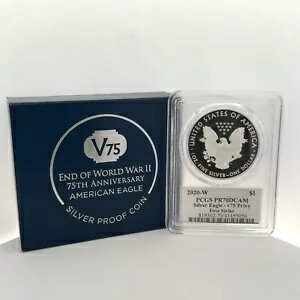 V75
END OF WORLD WAR II
75TH ANNIVERSARY
AMERICAN EAGLE
SILVER PROOF COIN
UNITED STATES OF AMERICA
1 OZ. FINE SILVER~ONE DOLLAR
2020-W $1
PCGS PR70DCAM
Silver Eagle - v75 Privy
First Strike